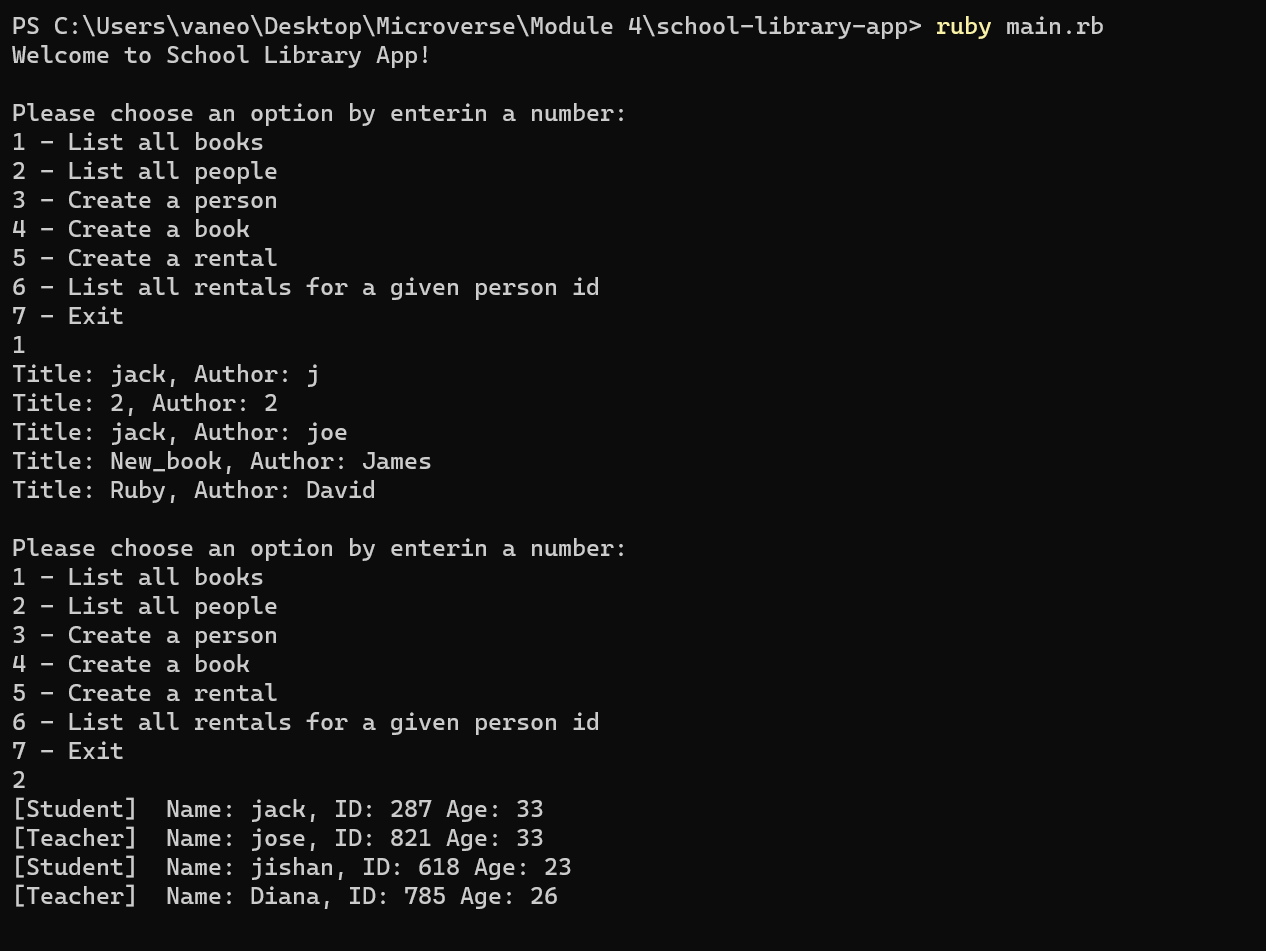 PS C:\Users\vaneo\Desktop\Microverse\Module 4\school-library-app> ruby main.rb
Welcome to School Library App!
Please choose an option by enterin a number:
1 - List all books
2 - List all people
3 - Create a person
4 - Create a book
5 - Create a rental
6 - List all rentals for a given person id
7 - Exit
1
Title: jack, Author: j
Title: 2, Author: 2
Title: jack, Author: joe
Title: New_book, Author: James
Title: Ruby, Author: David
Please choose an option by enterin a number:
1 - List all books
2 - List all people
3 - Create a person
4 - Create a book
5 - Create a rental
6 - List all rentals for a given person id
7 - Exit
2
[Student]  Name: jack, ID: 287 Age: 33
[Teacher]  Name: jose, ID: 821 Age: 33
[Student]  Name: jishan, ID: 618 Age: 23
[Teacher]  Name: Diana, ID: 785 Age: 26